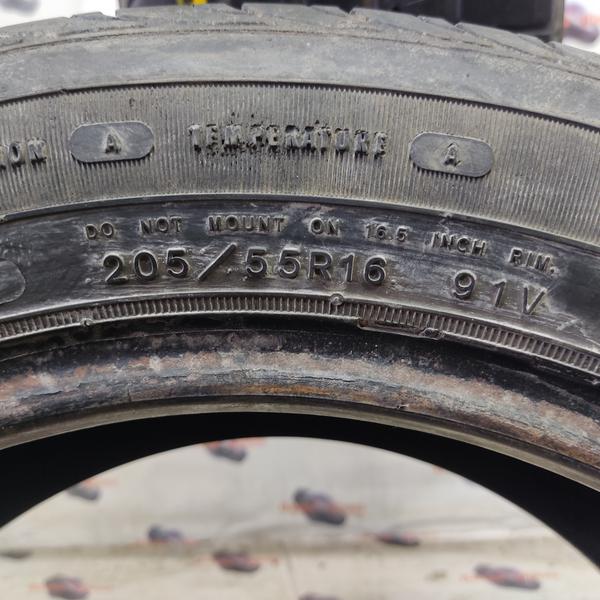 A TEMPERATURE A
DO NOT MOUNT ON 16.5 INCH RIM.
205/55R16 91V